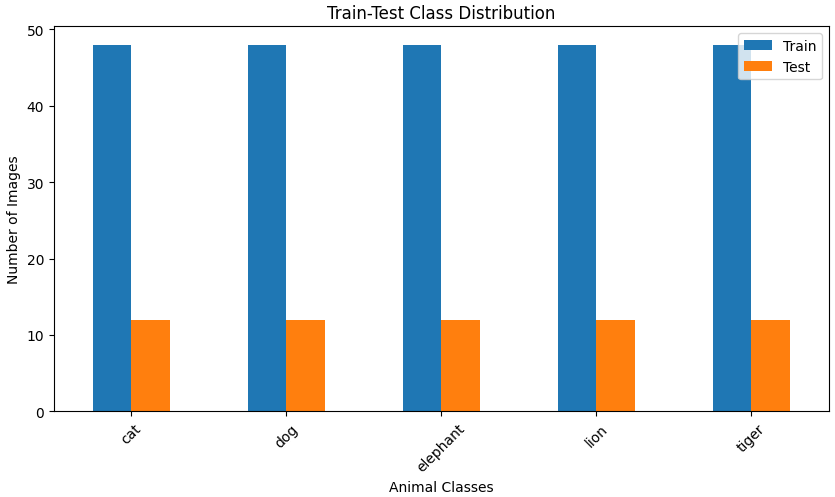 Train-Test Class Distribution
Train
Test
Number of Images
50
40
30
20
10
0
cat
dog
elephant
lion
tiger
Animal Classes